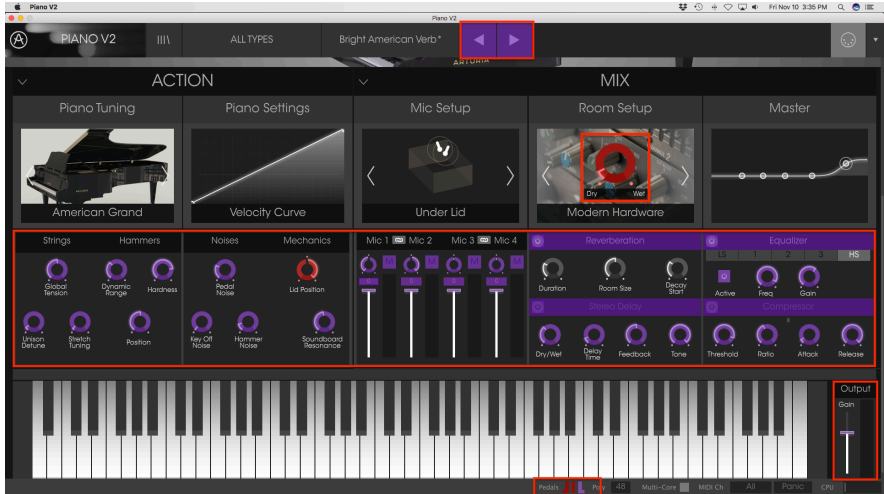 Piano V2
Fri Nov 10 3:35 PM
Piano V2
PIANO V2
ALL TYPES
Bright American Verb*
ARTURIA
ACTION
MIX
Piano Tuning
Piano Settings
Mic Setup
Room Setup
Master
Dry Wet
American Grand
Velocity Curve
Under Lid
Modern Hardware
Strings
Hammers
Noises
Mechanics
Mic 1
Mic 2
Mic 3
Mic 4
Reverberation
Equalizer
LS 1 2 3 HS
M M M M
Global Tension
Dynamic Range
Hardness
Pedal Noise
Lid Position
Duration
Room Size
Decay Start
Active
Freq
Gain
Stereo Delay
Compressor
Unison Detune
Stretch Tuning
Position
Key Off Noise
Hammer Noise
Soundboard Resonance
Dry/Wet
Delay Time
Feedback
Tone
Threshold
Ratio
Attack
Release
Output
Gain
Pedals
Poly 48
Multi-Core
MIDI Ch All
Panic
CPU